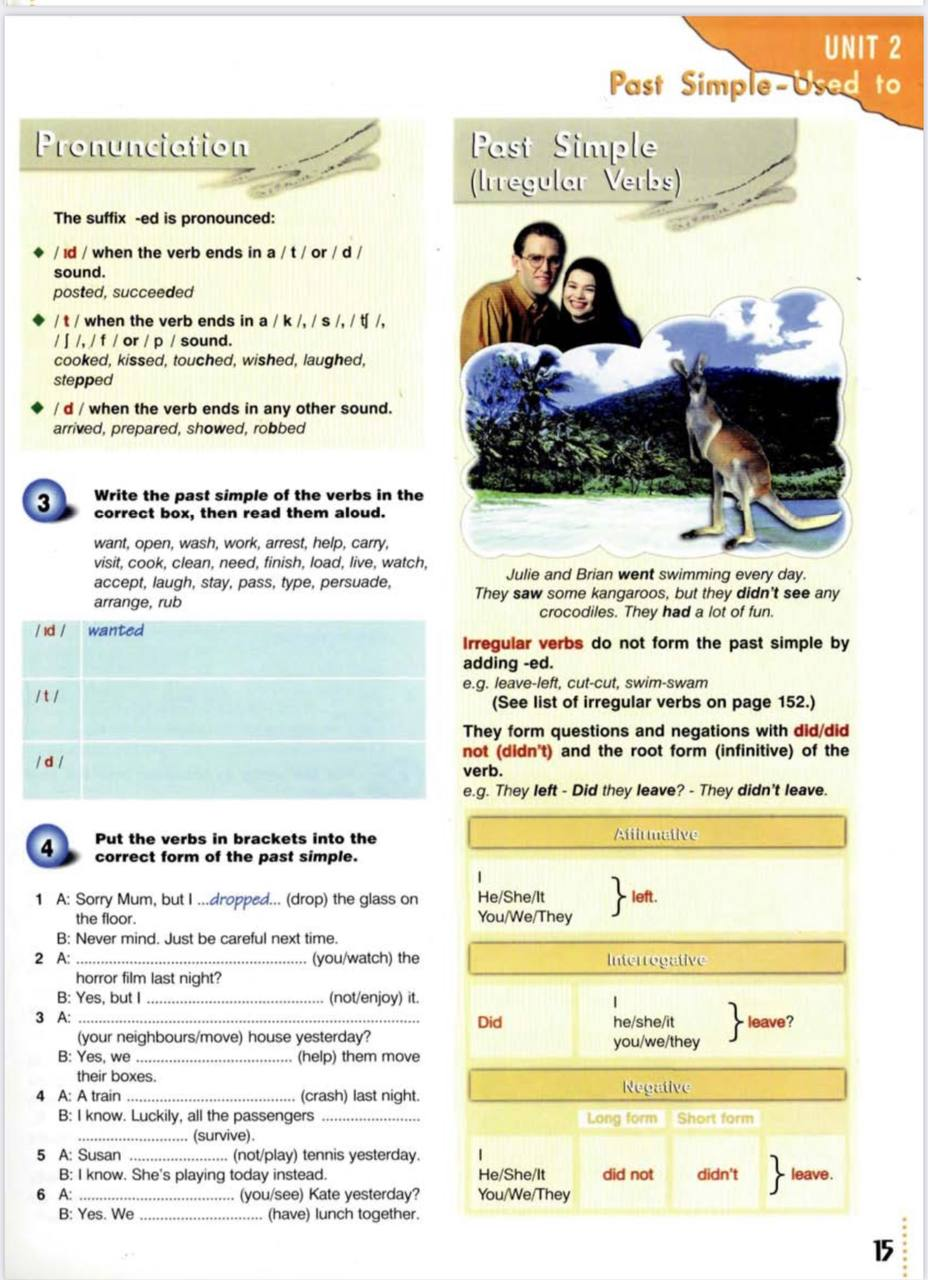 UNIT 2
Past Simple - Used to
Pronunciation
The suffix -ed is pronounced:
/ ɪd / when the verb ends in a / t / or / d /
sound.
posted, succeeded
/ t / when the verb ends in a / k /, / s /, / tʃ /,
/ ʃ /, / f / or / p / sound.
cooked, kissed, touched, wished, laughed,
stepped
/ d / when the verb ends in any other sound.
arrived, prepared, showed, robbed
3 Write the past simple of the verbs in the
correct box, then read them aloud.
want, open, wash, work, arrest, help, carry,
visit, cook, clean, need, finish, load, live, watch,
accept, laugh, stay, pass, type, persuade,
arrange, rub
/ ɪd / wanted
/ t /
/ d /
4 Put the verbs in brackets into the
correct form of the past simple.
1 A: Sorry Mum, but I ...dropped... (drop) the glass on
the floor.
B: Never mind. Just be careful next time.
2 A: .................................................. (you/watch) the
horror film last night?
B: Yes, but I ...................................... (not/enjoy) it.
3 A: ..........................................................................
(your neighbours/move) house yesterday?
B: Yes, we ................................. (help) them move
their boxes.
4 A: A train .................................... (crash) last night.
B: I know. Luckily, all the passengers .....................
........................ (survive).
5 A: Susan ..................... (not/play) tennis yesterday.
B: I know. She's playing today instead.
6 A: .................................. (you/see) Kate yesterday?
B: Yes. We ........................... (have) lunch together.
Past Simple
(Irregular Verbs)
Julie and Brian went swimming every day.
They saw some kangaroos, but they didn't see any
crocodiles. They had a lot of fun.
Irregular verbs do not form the past simple by
adding -ed.
e.g. leave-left, cut-cut, swim-swam
(See list of irregular verbs on page 152.)
They form questions and negations with did/did
not (didn't) and the root form (infinitive) of the
verb.
e.g. They left - Did they leave? - They didn't leave.
Affirmative
I
He/She/It } left.
You/We/They
Interrogative
I
Did he/she/it } leave?
you/we/they
Negative
Long form Short form
I
He/She/It did not didn't } leave.
You/We/They
15